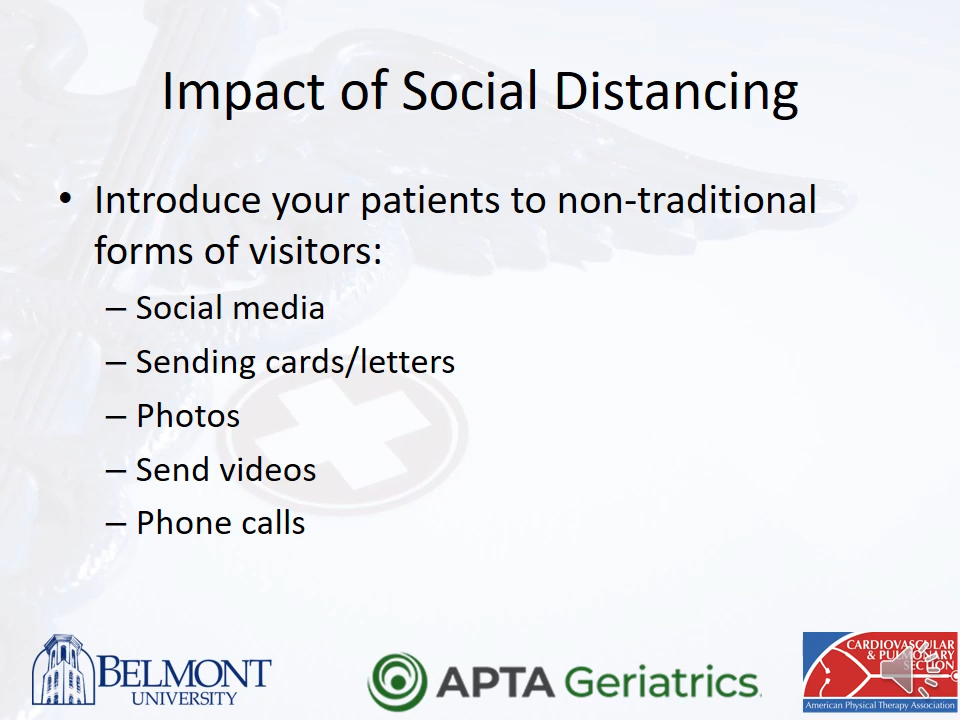 Impact of Social Distancing
• Introduce your patients to non-traditional
forms of visitors:
– Social media
– Sending cards/letters
– Photos
– Send videos
– Phone calls
BELMONT
UNIVERSITY
APTA Geriatrics
CARDIOVASCULAR
& PULMONARY
SECTION
American Physical Therapy Association